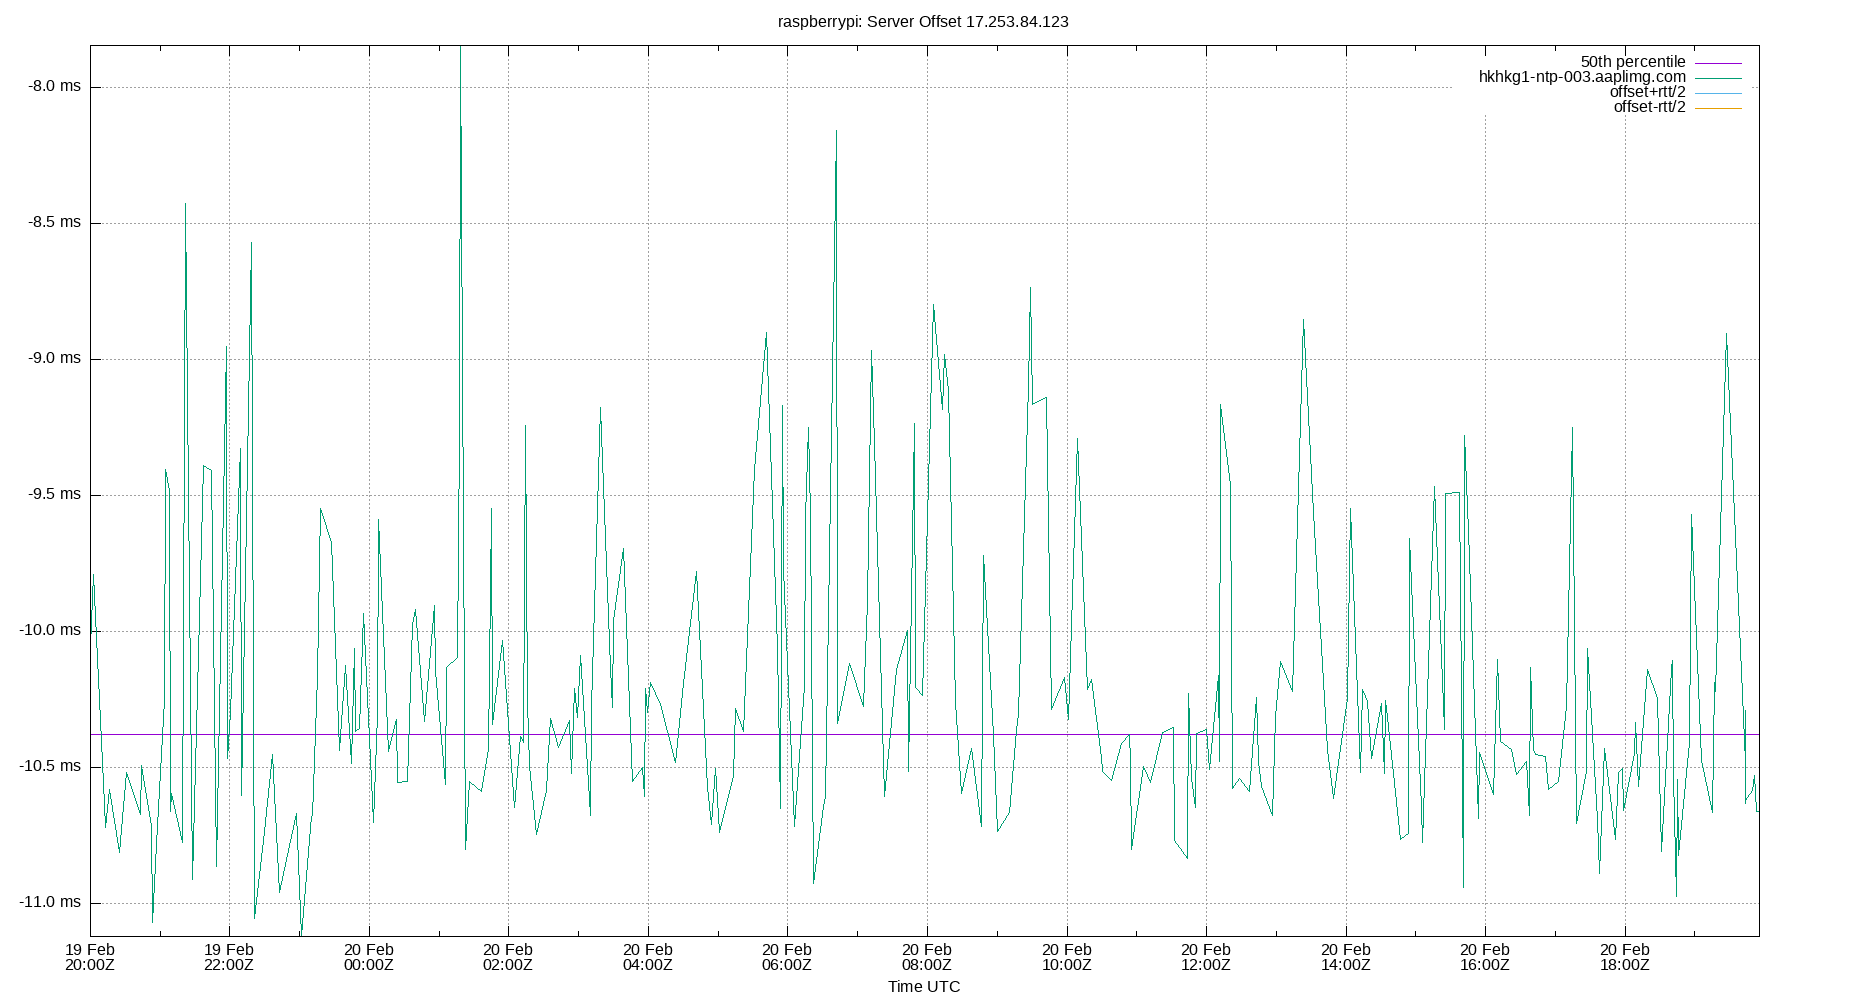 raspberrypi: Server Offset 17.253.84.123
50th percentile
hkhkg1-ntp-003.aaplimg.com
offset+rtt/2
offset-rtt/2
-8.0 ms
-8.5 ms
-9.0 ms
-9.5 ms
-10.0 ms
-10.5 ms
-11.0 ms
19 Feb 19 Feb 20 Feb 20 Feb 20 Feb 20 Feb 20 Feb 20 Feb 20 Feb 20 Feb 20 Feb 20 Feb
20:00Z 22:00Z 00:00Z 02:00Z 04:00Z 06:00Z 08:00Z 10:00Z 12:00Z 14:00Z 16:00Z 18:00Z
Time UTC